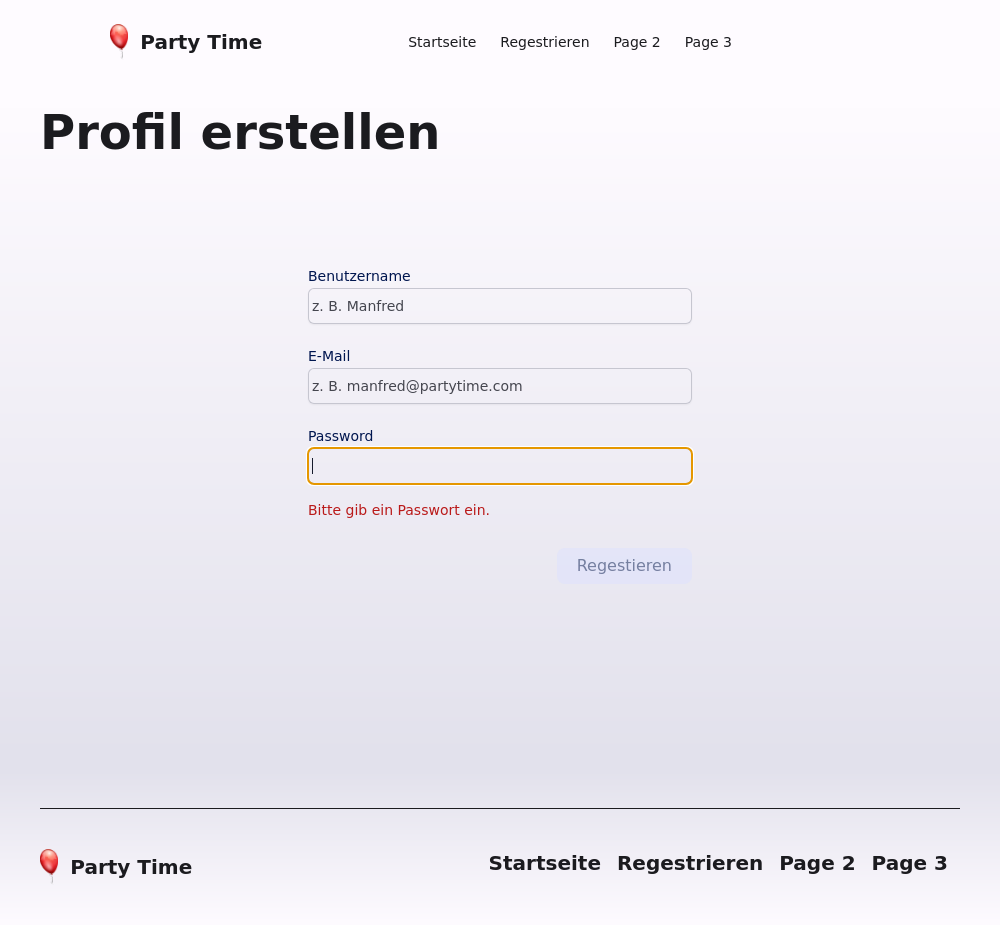 Party Time
Startseite Regestrieren Page 2 Page 3
Profil erstellen
Benutzername
z. B. Manfred
E-Mail
z. B. manfred@partytime.com
Password
Bitte gib ein Passwort ein.
Regestieren
Party Time
Startseite Regestrieren Page 2 Page 3